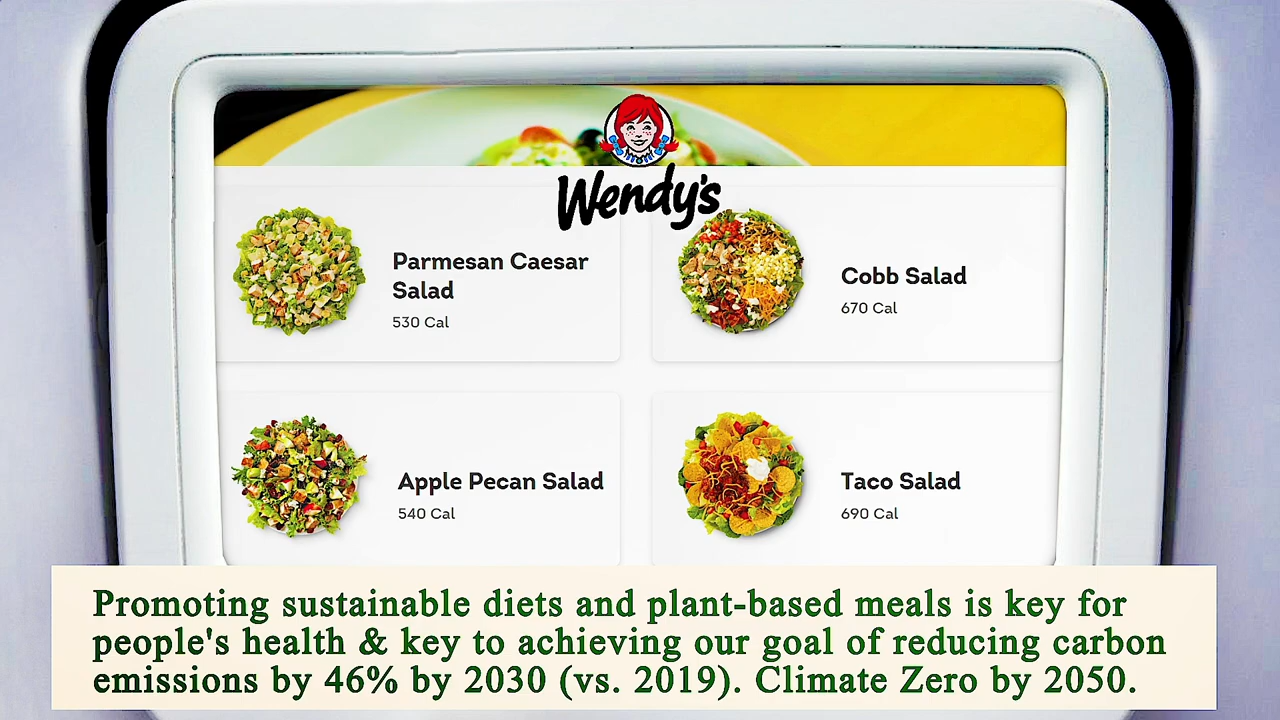 Wendy's
Parmesan Caesar
Salad
530 Cal
Cobb Salad
670 Cal
Apple Pecan Salad
540 Cal
Taco Salad
690 Cal
Promoting sustainable diets and plant-based meals is key for
people's health & key to achieving our goal of reducing carbon
emissions by 46% by 2030 (vs. 2019). Climate Zero by 2050.